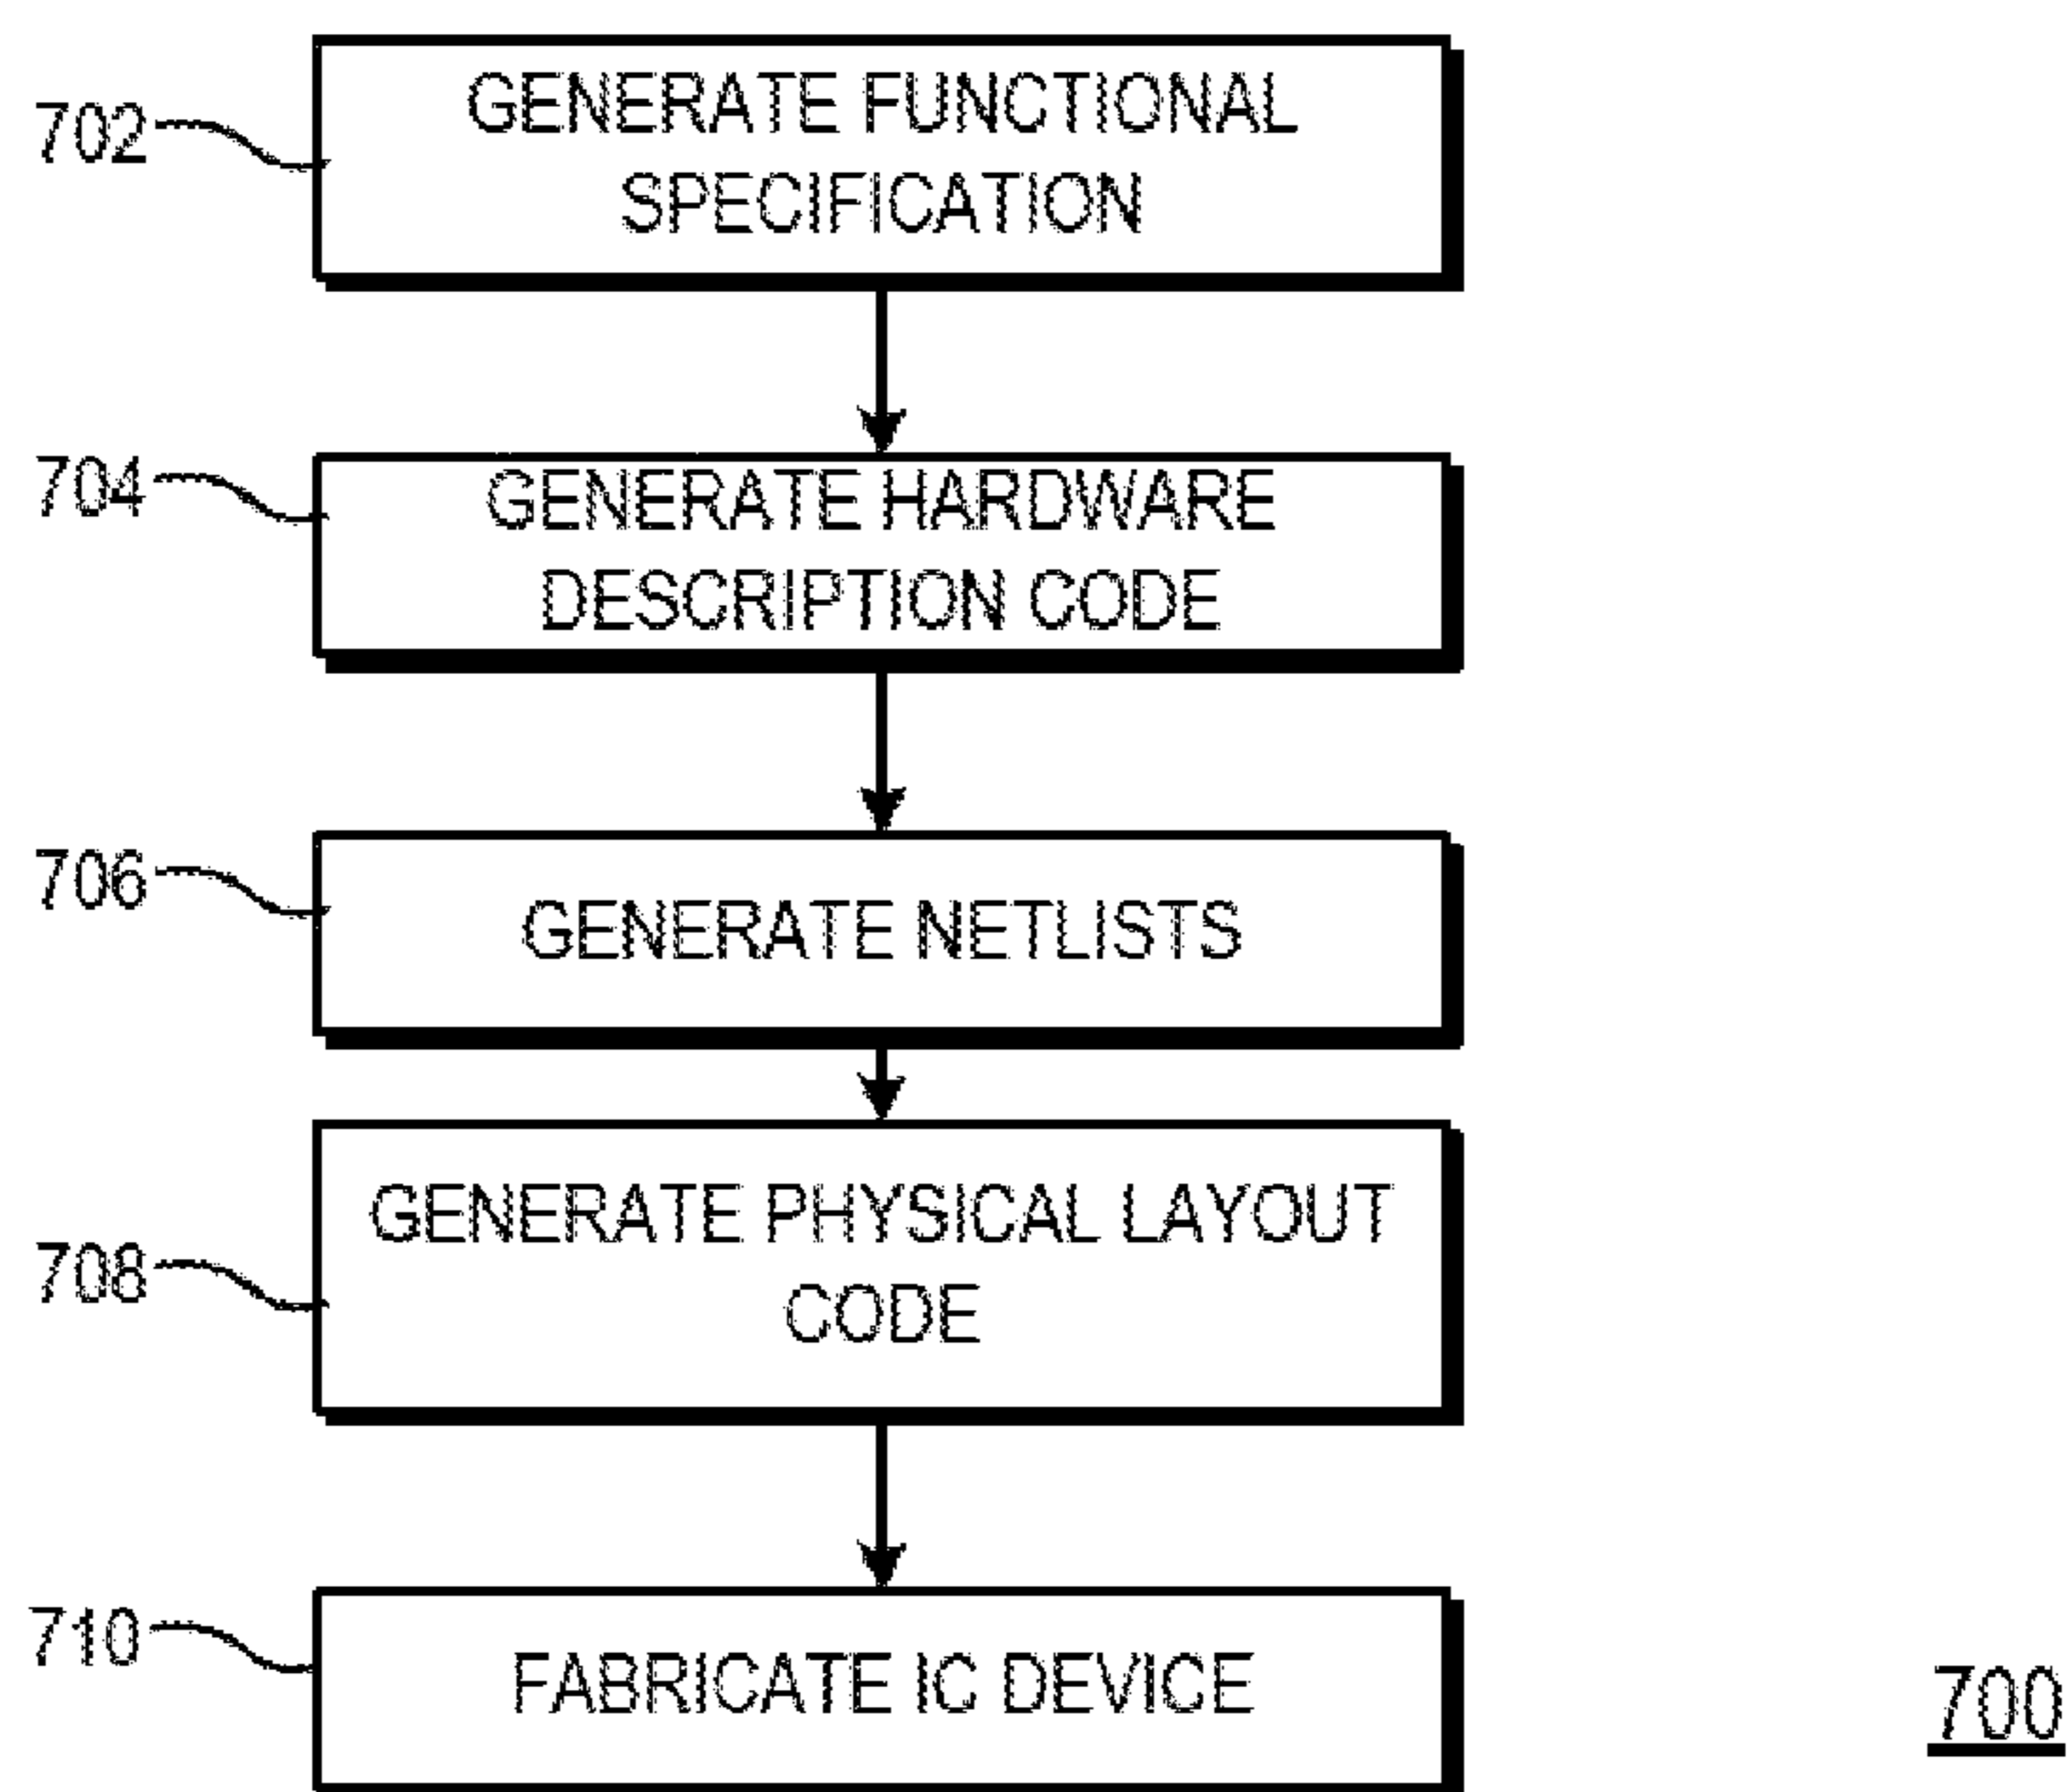 702
GENERATE FUNCTIONAL
SPECIFICATION
704
GENERATE HARDWARE
DESCRIPTION CODE
706
GENERATE NETLISTS
708
GENERATE PHYSICAL LAYOUT
CODE
710
FABRICATE IC DEVICE
700